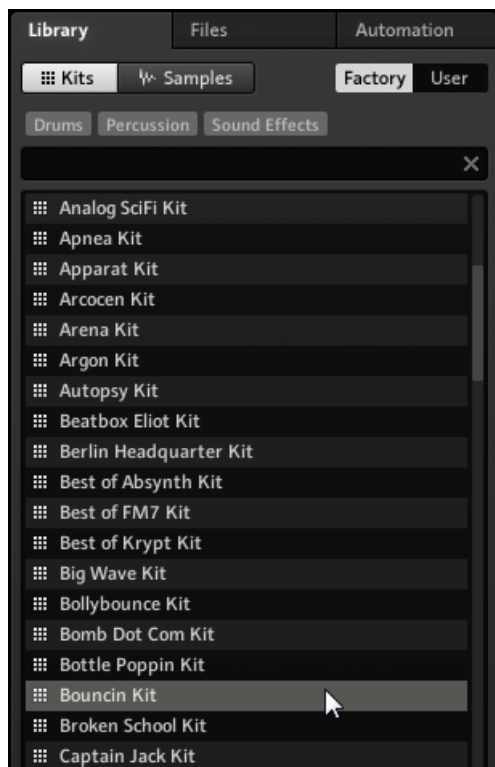 Library Files Automation
Kits Samples Factory User
Drums Percussion Sound Effects
Analog SciFi Kit
Apnea Kit
Apparat Kit
Arcocen Kit
Arena Kit
Argon Kit
Autopsy Kit
Beatbox Eliot Kit
Berlin Headquarter Kit
Best of Absynth Kit
Best of FM7 Kit
Best of Krypt Kit
Big Wave Kit
Bollybounce Kit
Bomb Dot Com Kit
Bottle Poppin Kit
Bouncin Kit
Broken School Kit
Captain Jack Kit